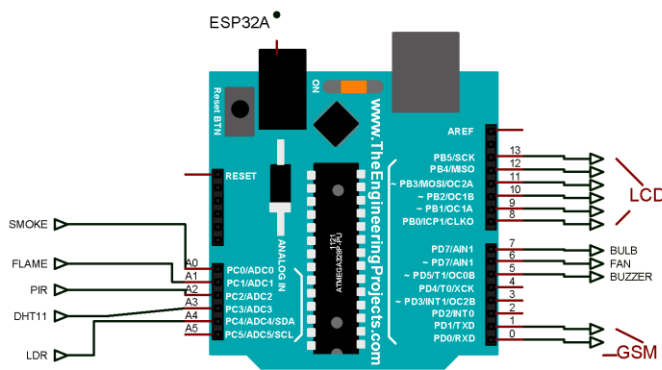 ESP32A
ON
Reset BTN
www.TheEngineeringProjects.com
AREF
RESET
PB5/SCK 13
PB4/MISO 12
~ PB3/MOSI/OC2A 11
~ PB2/OC1B 10
~ PB1/OC1A 9
PB0/ICP1/CLKO 8
LCD
SMOKE
FLAME
PIR
DHT11
LDR
ANALOG IN
A0 PC0/ADC0
A1 PC1/ADC1
A2 PC2/ADC2
A3 PC3/ADC3
A4 PC4/ADC4/SDA
A5 PC5/ADC5/SCL
1121
ATMEGA328P-PU
PD7/AIN1 7 BULB
~ PD7/AIN1 6 FAN
~ PD5/T1/OC0B 5 BUZZER
PD4/T0/XCK 4
~ PD3/INT1/OC2B 3
PD2/INT0 2
PD1/TXD 1
PD0/RXD 0
GSM